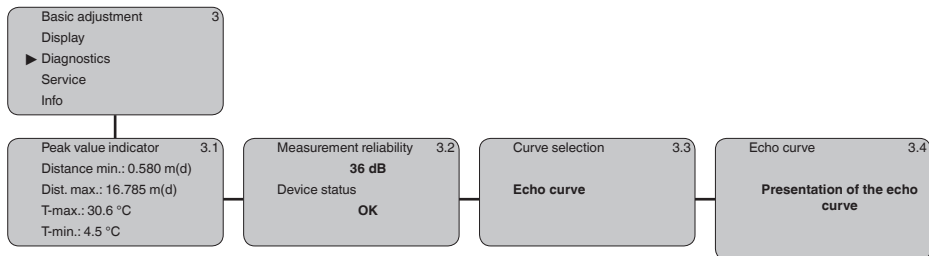 Basic adjustment 3
Display
▶ Diagnostics
Service
Info
Peak value indicator 3.1
Distance min.: 0.580 m(d)
Dist. max.: 16.785 m(d)
T-max.: 30.6 °C
T-min.: 4.5 °C
Measurement reliability 3.2
36 dB
Device status
OK
Curve selection 3.3
Echo curve
Echo curve 3.4
Presentation of the echo
curve